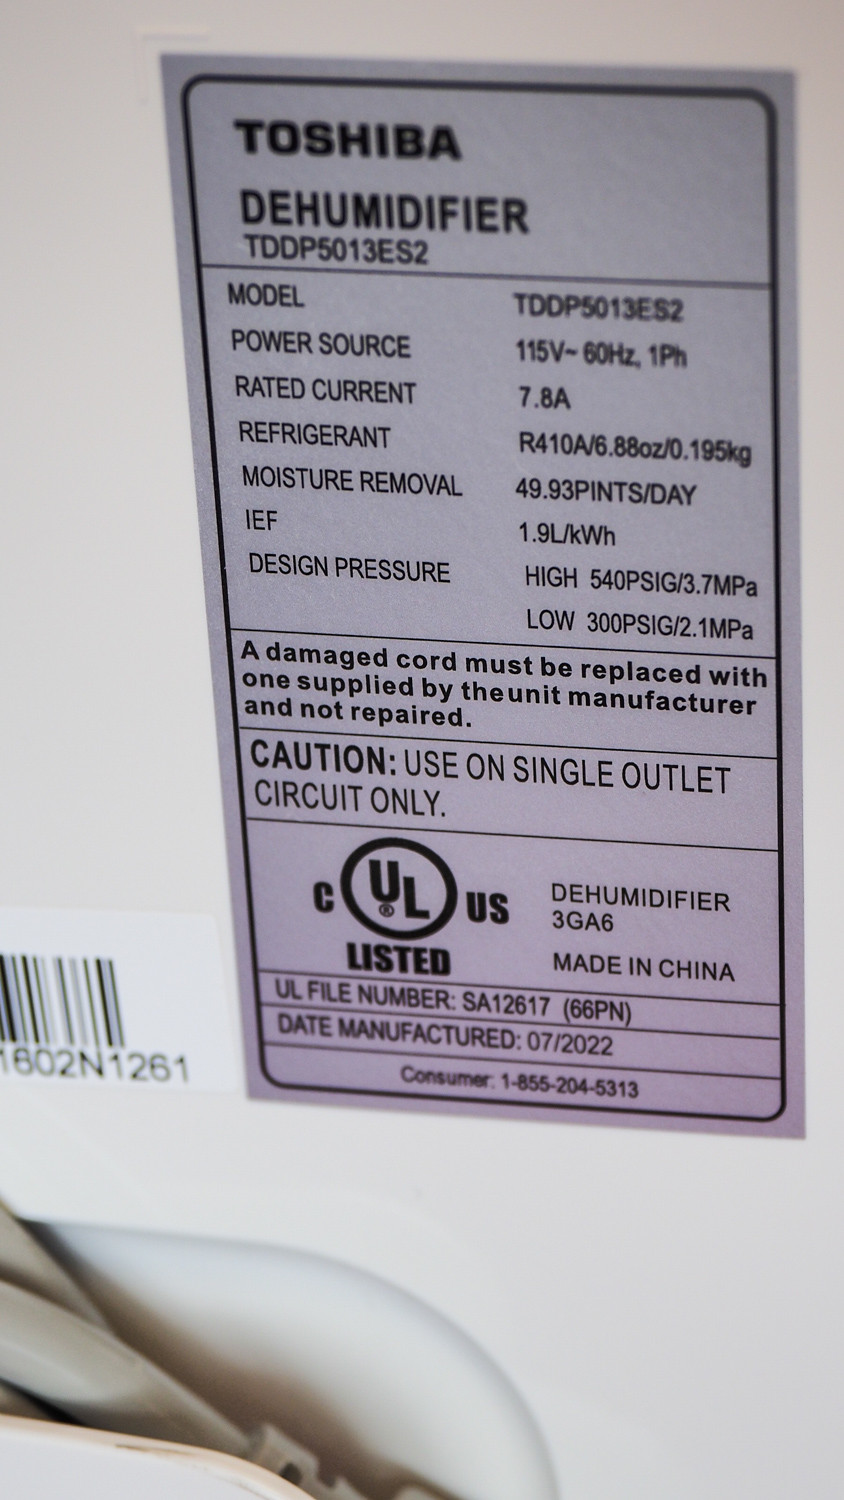 TOSHIBA
DEHUMIDIFIER
TDDP5013ES2
MODEL TDDP5013ES2
POWER SOURCE 115V~ 60Hz, 1Ph
RATED CURRENT 7.8A
REFRIGERANT R410A/6.88oz/0.195kg
MOISTURE REMOVAL 49.93PINTS/DAY
IEF 1.9L/kWh
DESIGN PRESSURE HIGH 540PSIG/3.7MPa
LOW 300PSIG/2.1MPa
A damaged cord must be replaced with
one supplied by theunit manufacturer
and not repaired.
CAUTION: USE ON SINGLE OUTLET
CIRCUIT ONLY.
C UL® US
LISTED
DEHUMIDIFIER
3GA6
MADE IN CHINA
UL FILE NUMBER: SA12617 (66PN)
DATE MANUFACTURED: 07/2022
Consumer: 1-855-204-5313
1602N1261